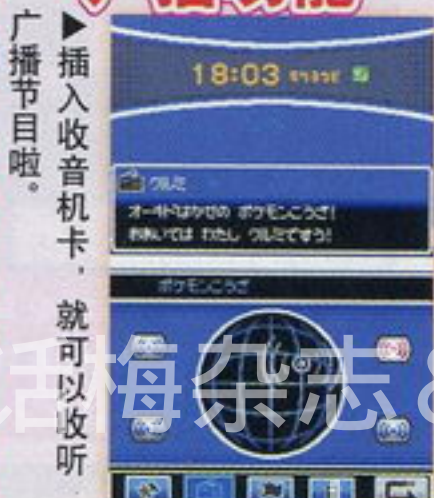 ▶插入收音机卡，就可以收听
广播节目啦。
18:03
クルミ
オーキドはかせの ポケモンこうざ！
おあいては わたし クルミですう！
ポケモンこうざ
活梅杂志&